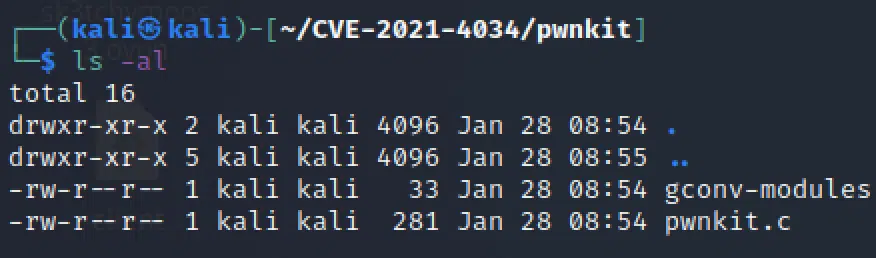 ┌──(kali㉿kali)-[~/CVE-2021-4034/pwnkit]
└─$ ls -al
total 16
drwxr-xr-x 2 kali kali 4096 Jan 28 08:54 .
drwxr-xr-x 5 kali kali 4096 Jan 28 08:55 ..
-rw-r--r-- 1 kali kali   33 Jan 28 08:54 gconv-modules
-rw-r--r-- 1 kali kali  281 Jan 28 08:54 pwnkit.c